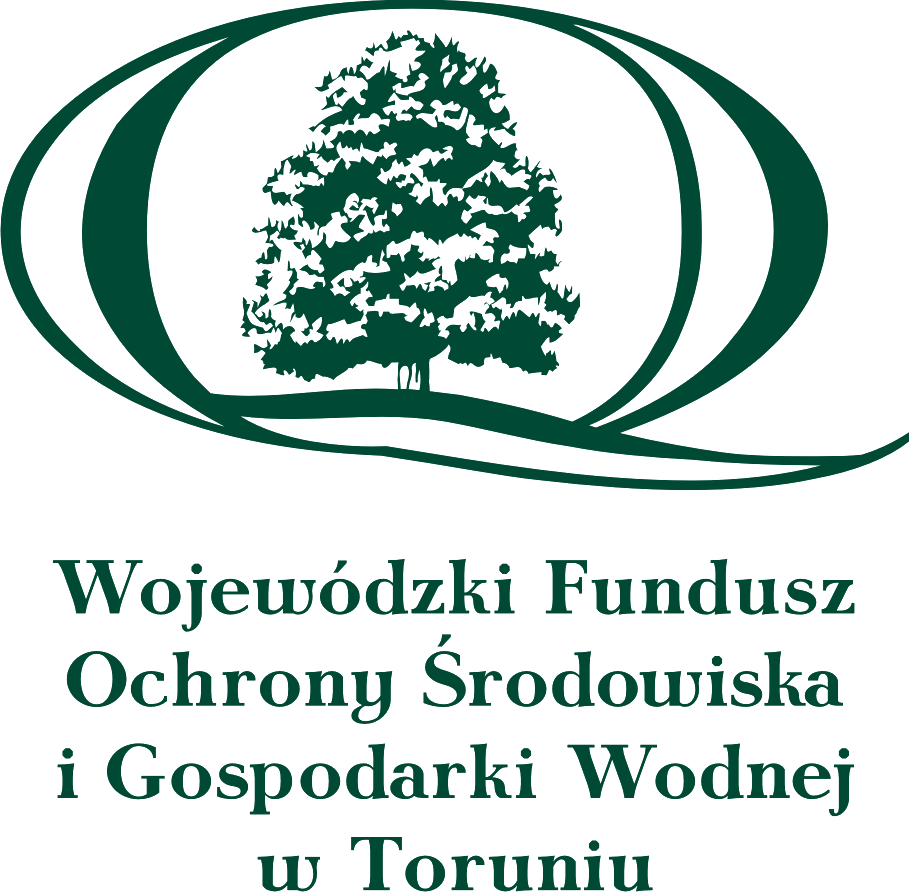 Wojewódzki Fundusz
Ochrony Środowiska
i Gospodarki Wodnej
w Toruniu